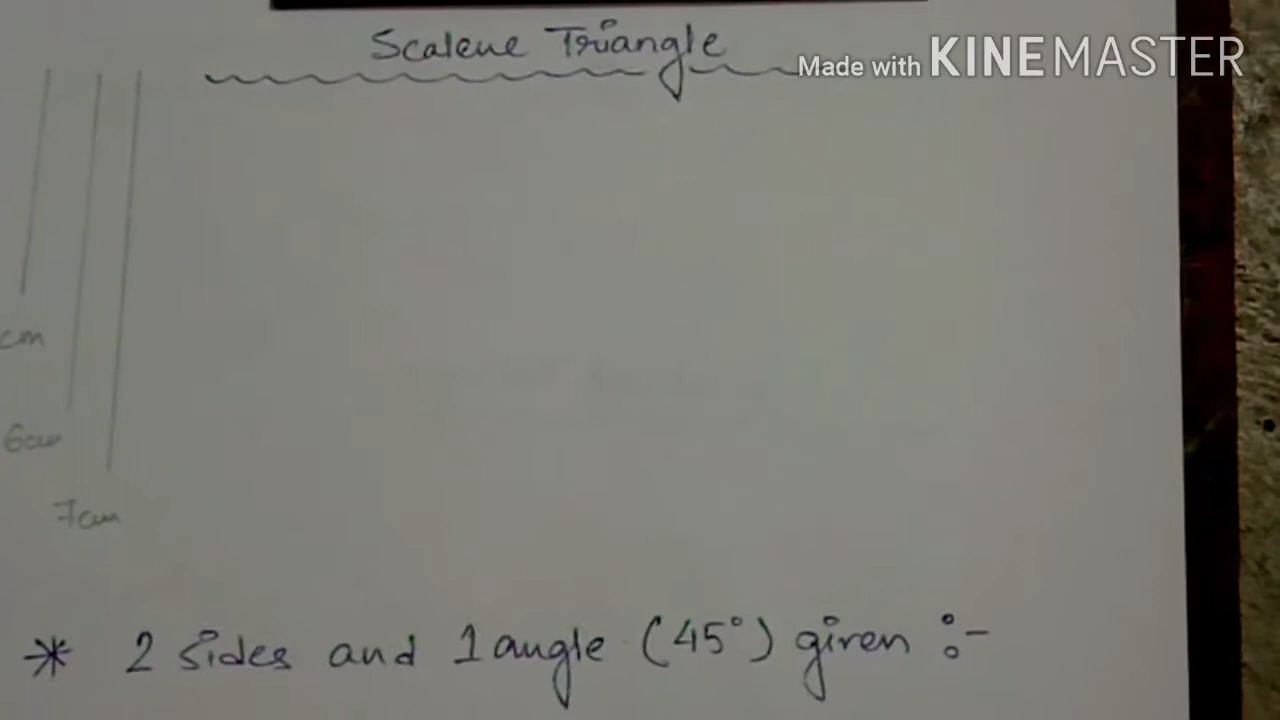 Scalene Triangle
Made with KINEMASTER
cm
6cm
7cm
* 2 sides and 1 angle (45°) given :-